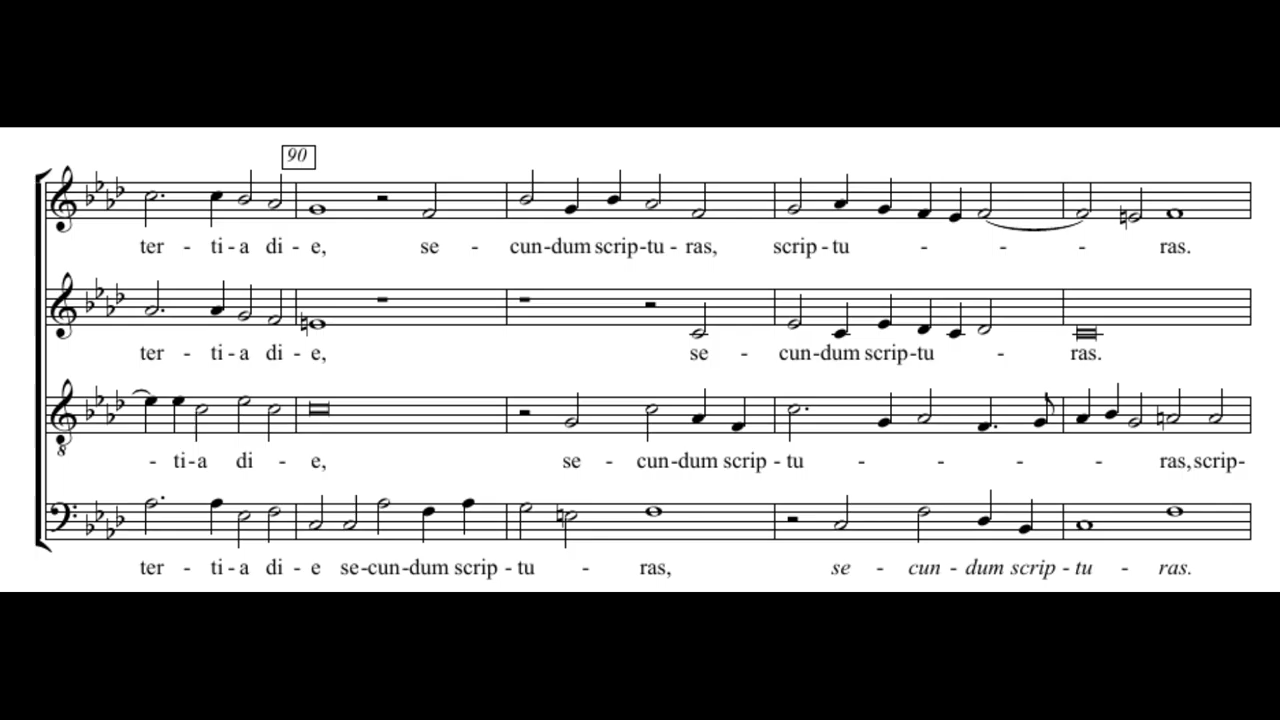 90
ter - ti - a di - e, se - cun - dum scrip - tu - ras, scrip - tu - - - ras.
ter - ti - a di - e, se - cun - dum scrip - tu - ras.
8
- ti - a di - e, se - cun - dum scrip - tu - - - - ras, scrip-
ter - ti - a di - e se - cun - dum scrip - tu - ras, se - cun - dum scrip - tu - ras.